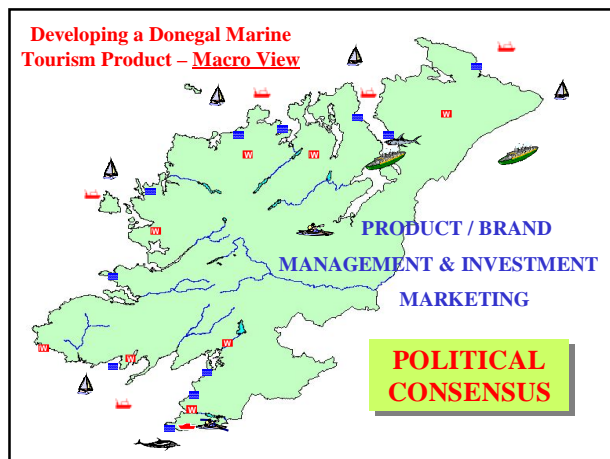 Developing a Donegal Marine
Tourism Product – Macro View
W
W
W
W
PRODUCT / BRAND
MANAGEMENT & INVESTMENT
MARKETING
W
W
W
W
POLITICAL
CONSENSUS